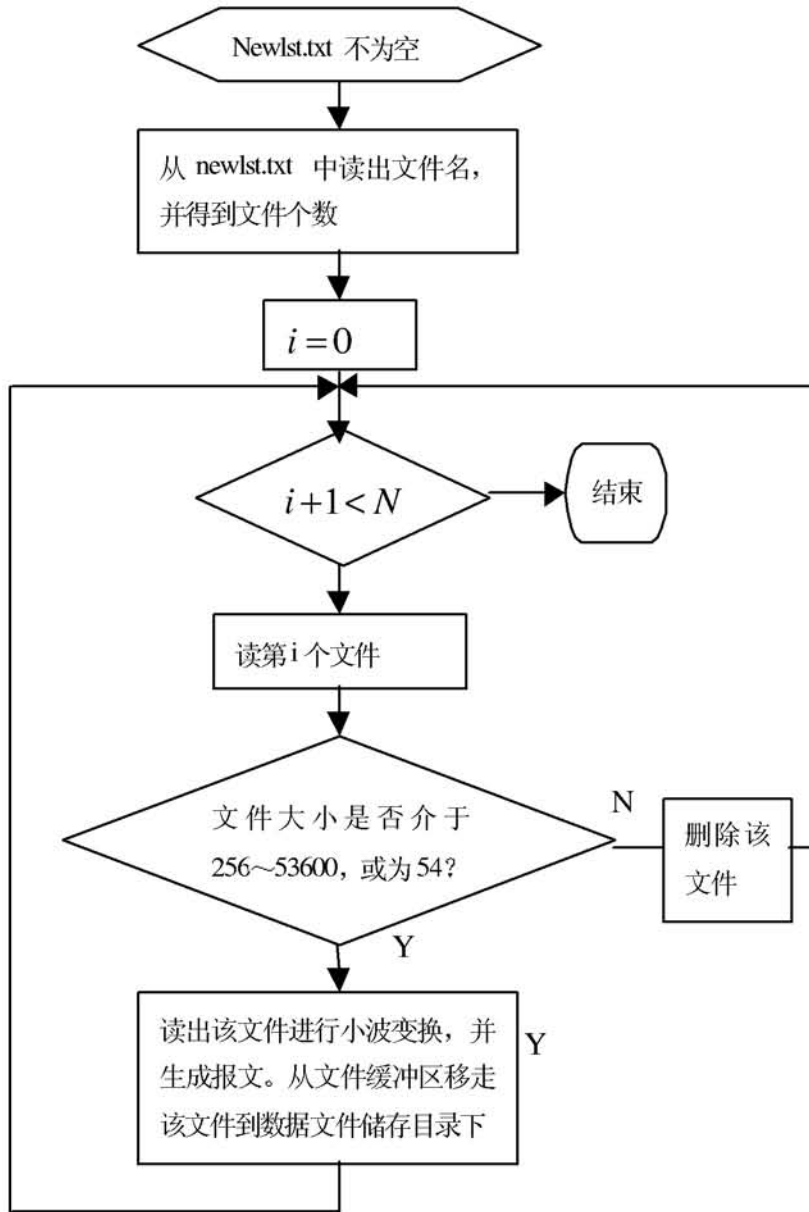 Newlst.txt 不为空
从 newlst.txt 中读出文件名，
并得到文件个数
i=0
i+1<N
结束
读第i个文件
文件大小是否介于
256～53600，或为54？
N
删除该
文件
Y
读出该文件进行小波变换，并
生成报文。从文件缓冲区移走
该文件到数据文件储存目录下
Y